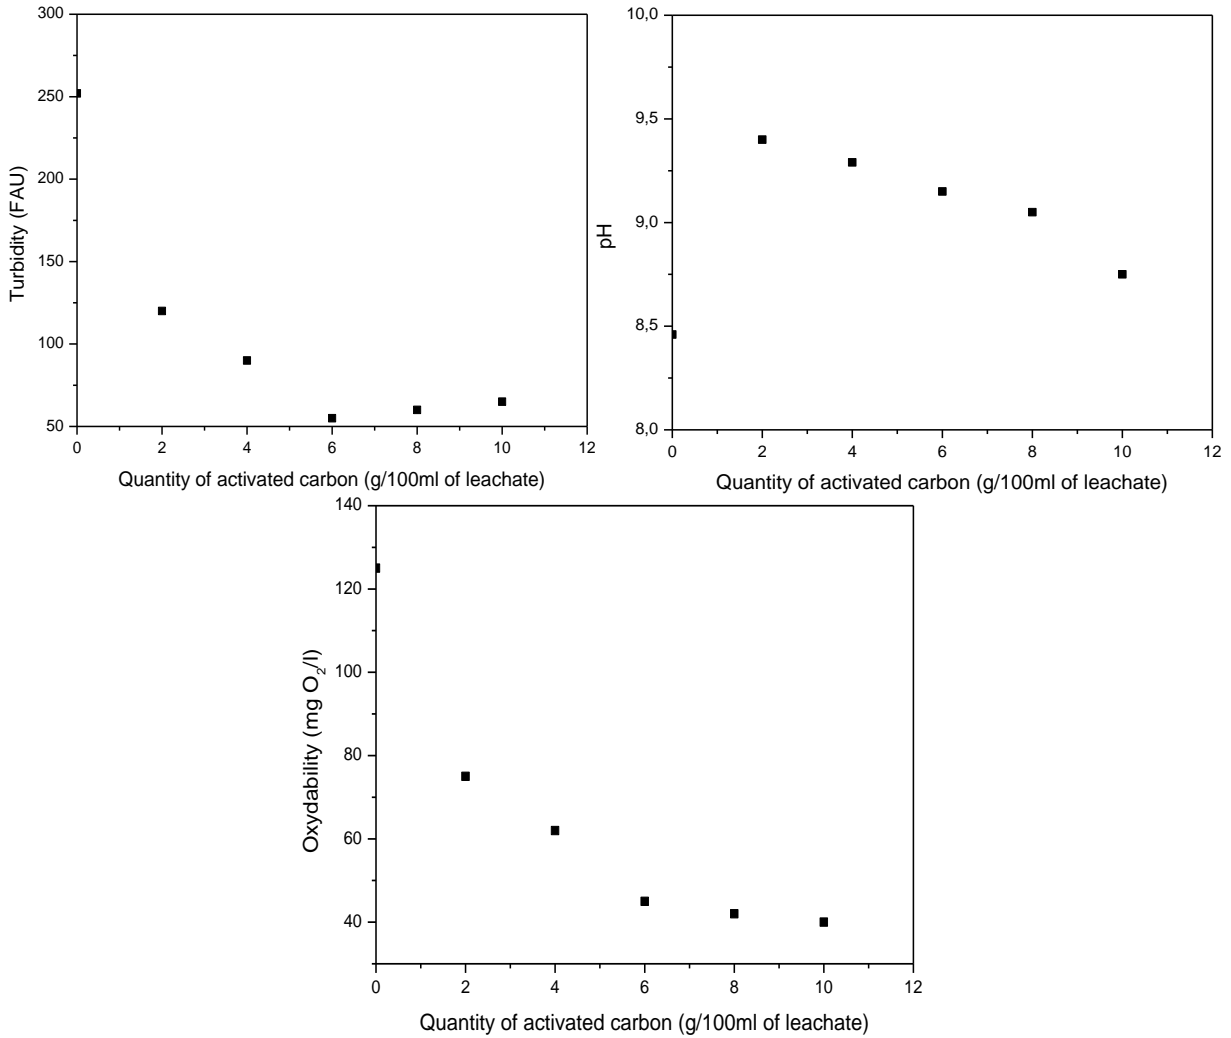 300
250
200
150
100
50
0 2 4 6 8 10 12
Turbidity (FAU)
Quantity of activated carbon (g/100ml of leachate)
10,0
9,5
9,0
8,5
8,0
0 2 4 6 8 10 12
pH
Quantity of activated carbon (g/100ml of leachate)
140
120
100
80
60
40
0 2 4 6 8 10 12
Oxydability (mg O₂/l)
Quantity of activated carbon (g/100ml of leachate)